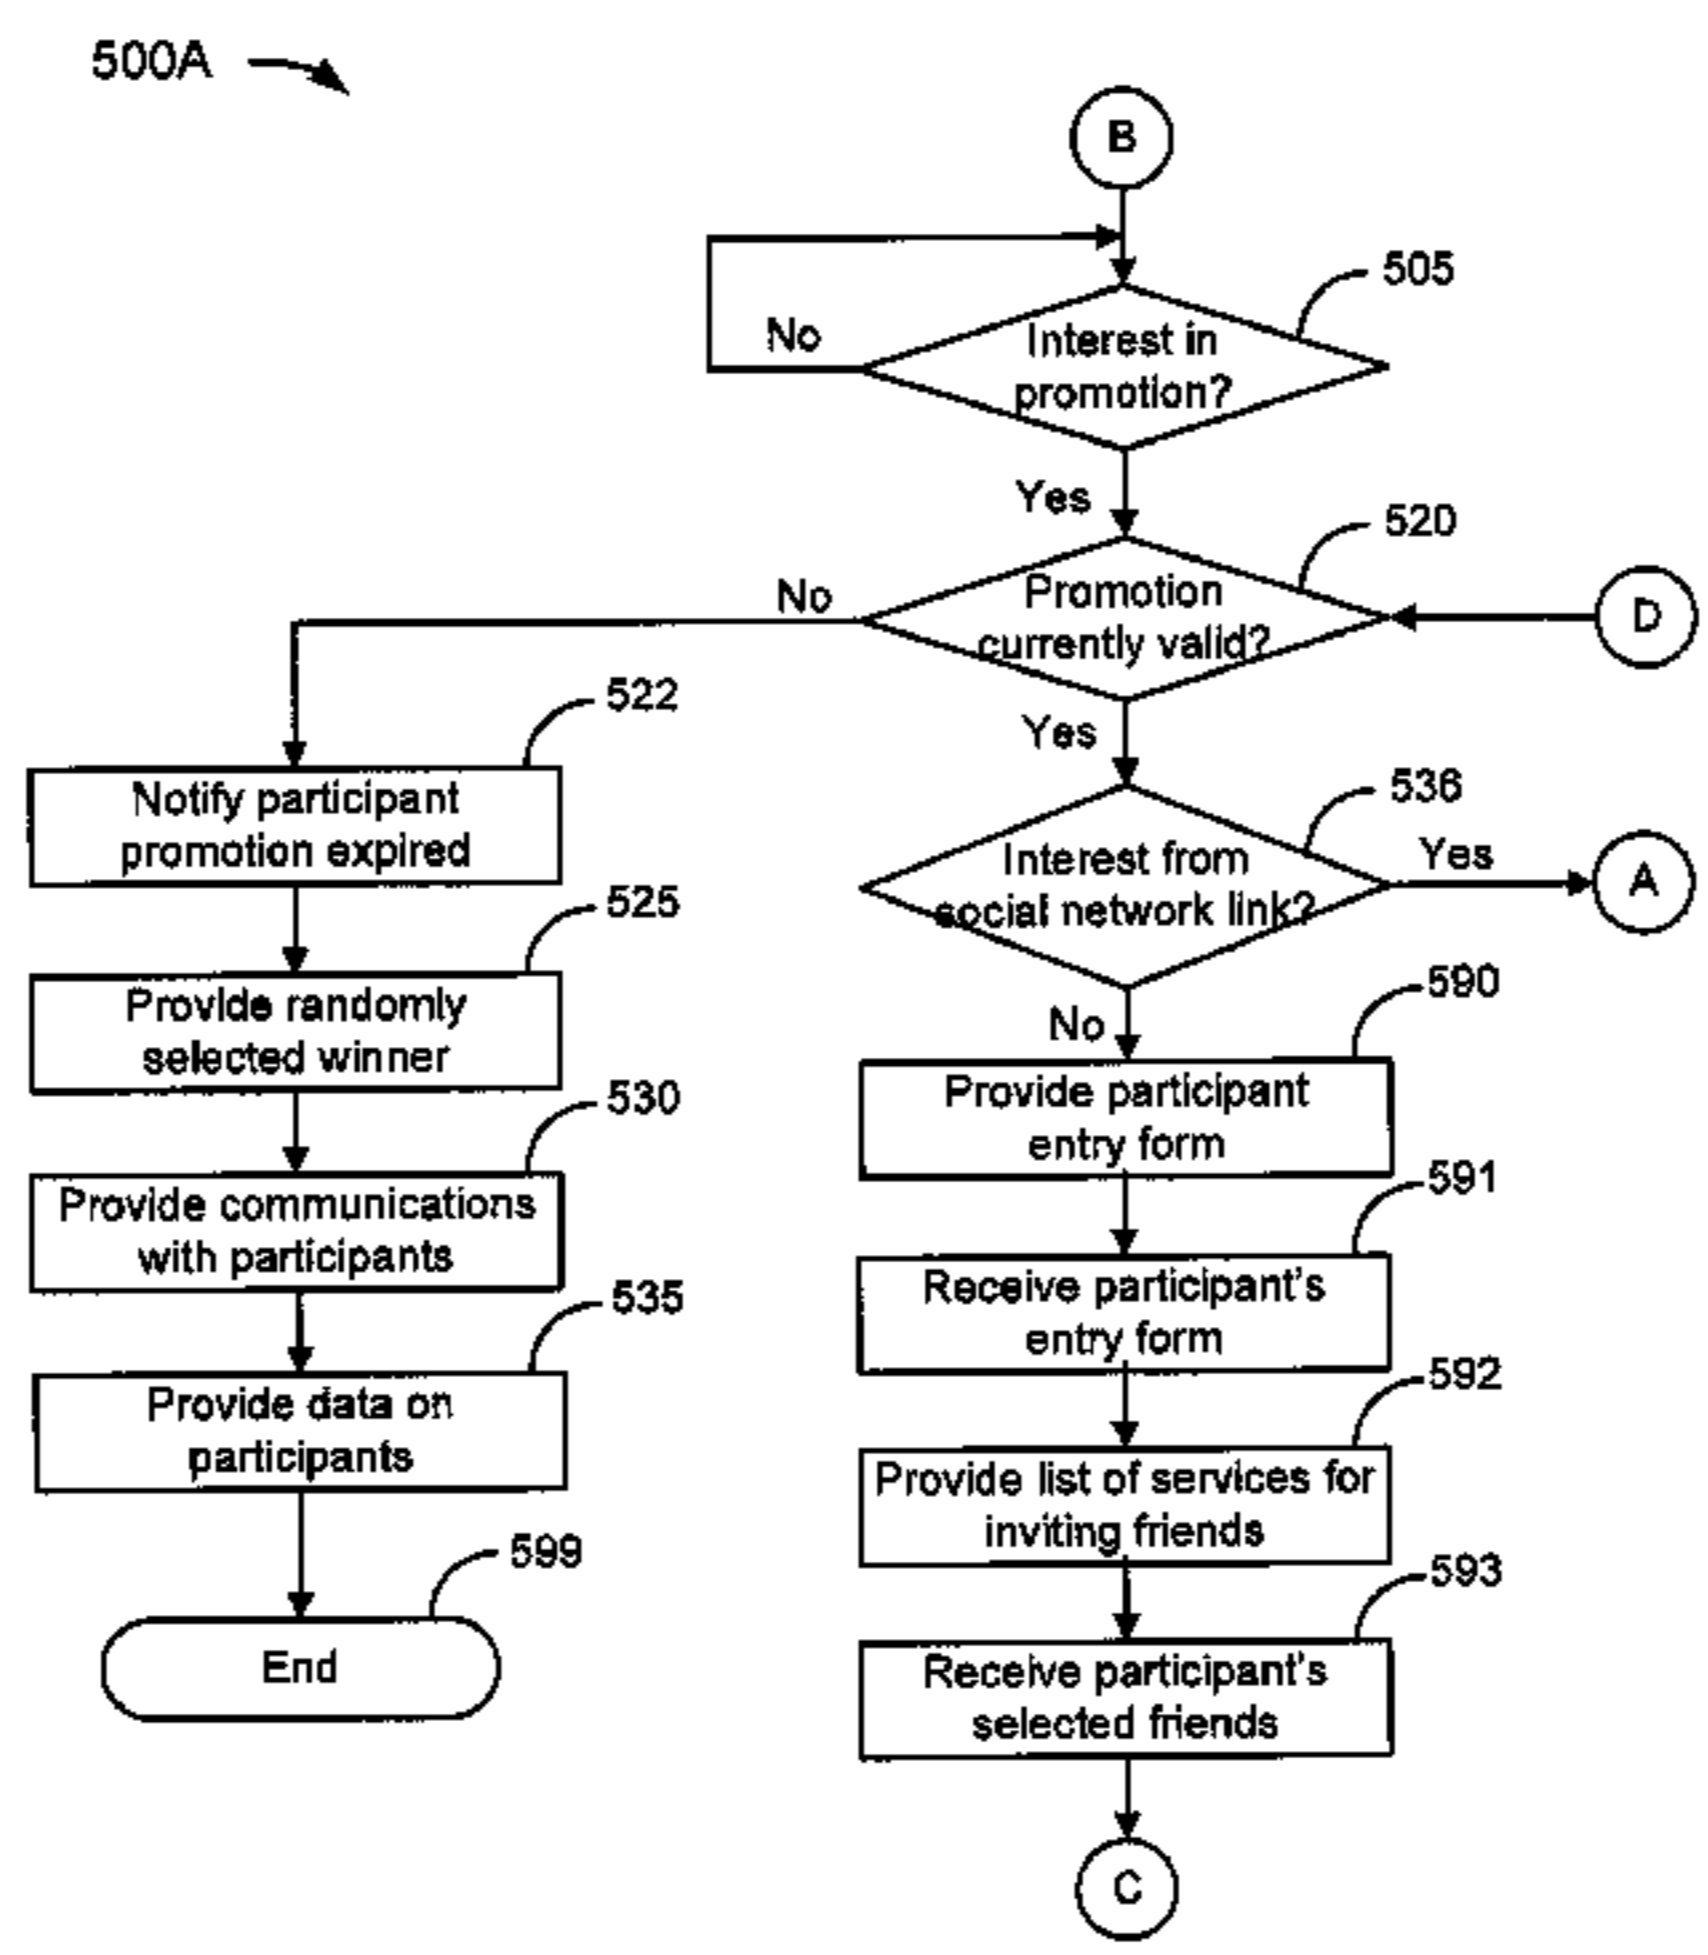 500A
B
505
No
Interest in
promotion?
Yes
520
No
Promotion
currently valid?
D
522
Yes
Notify participant
promotion expired
536
Interest from
social network link?
Yes
A
525
Provide randomly
selected winner
590
No
Provide participant
entry form
530
Provide communications
with participants
591
Receive participant's
entry form
535
Provide data on
participants
592
Provide list of services for
inviting friends
599
End
593
Receive participant's
selected friends
C